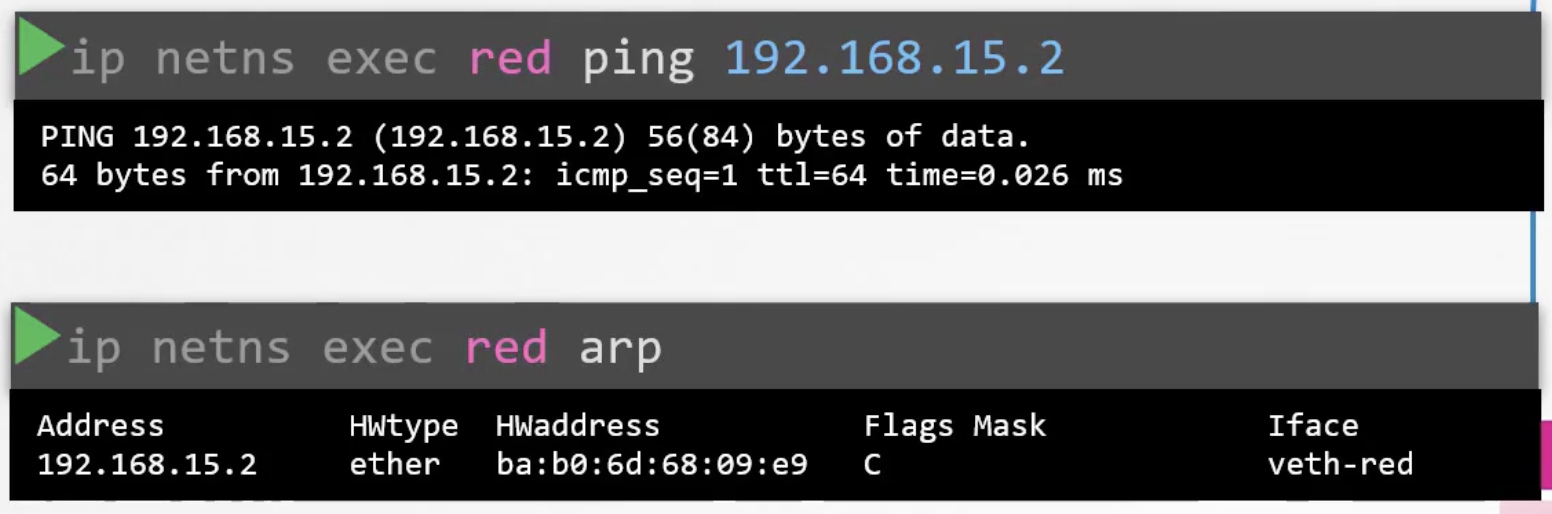 ip netns exec red ping 192.168.15.2
PING 192.168.15.2 (192.168.15.2) 56(84) bytes of data.
64 bytes from 192.168.15.2: icmp_seq=1 ttl=64 time=0.026 ms
ip netns exec red arp
Address HWtype HWaddress Flags Mask Iface
192.168.15.2 ether ba:b0:6d:68:09:e9 C veth-red